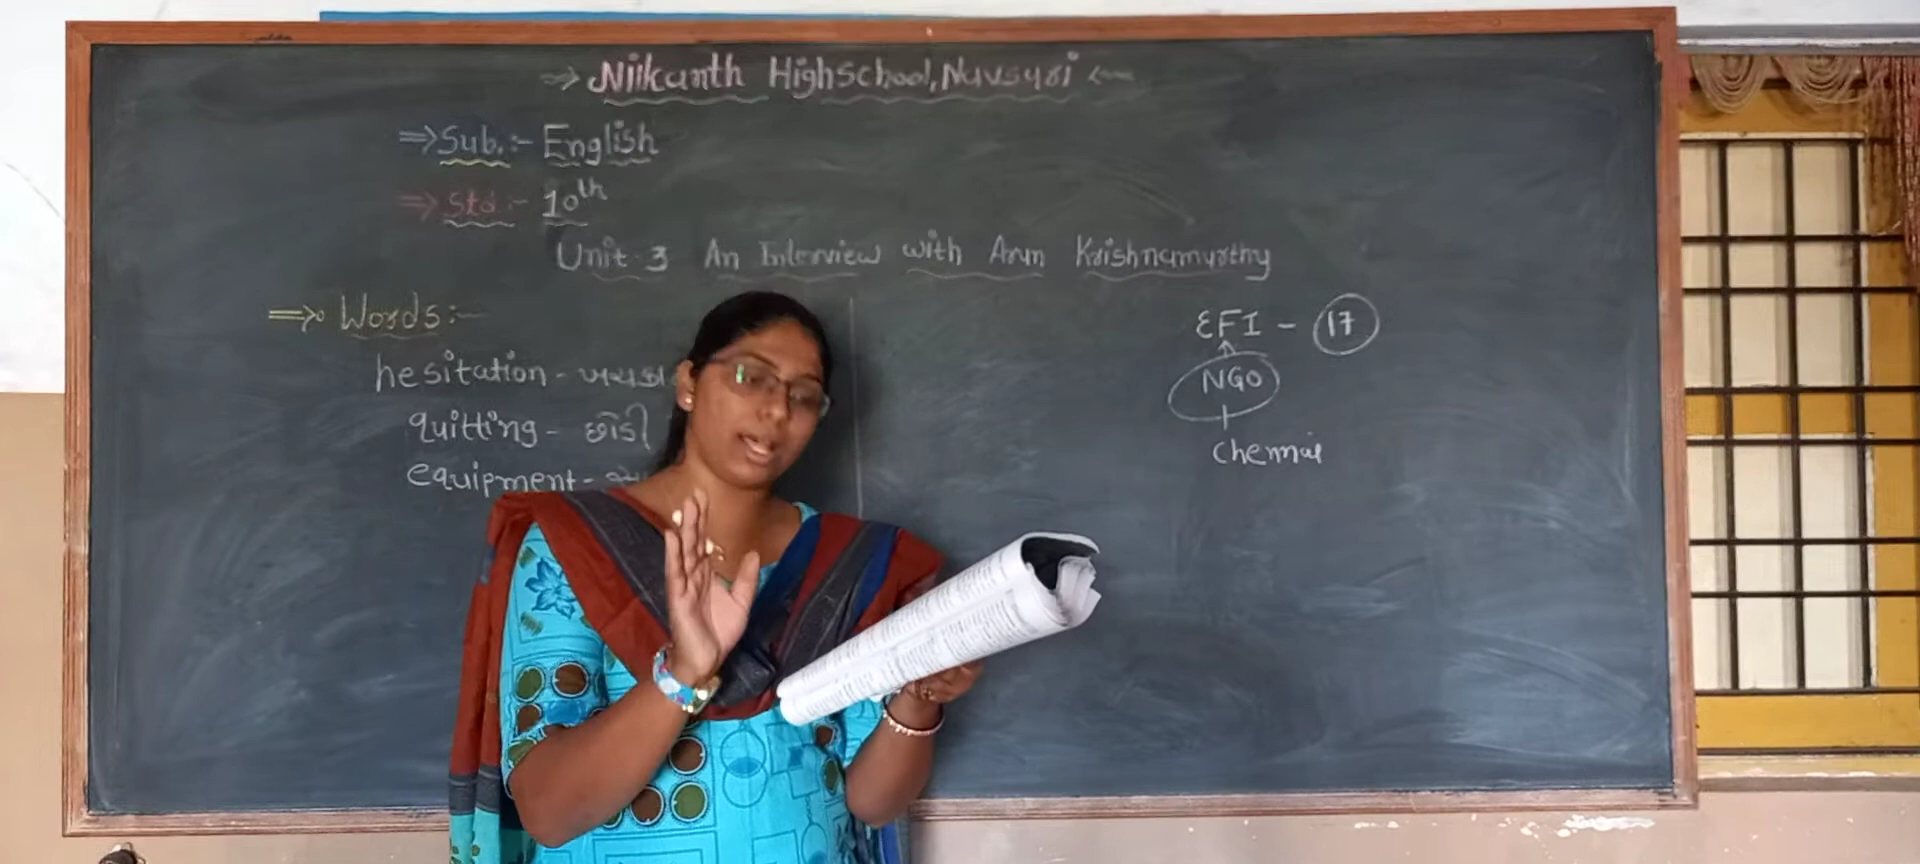 ⇒ Nilkanth Highschool, Navsari ⇐
⇒ Sub.:- English
⇒ Std :- 10th
Unit 3 An Interview with Arun Krishnamurthy
⇒ Words:-
hesitation -
quitting - છોડી
equipment -
EFI - 17
NGO
Chennai